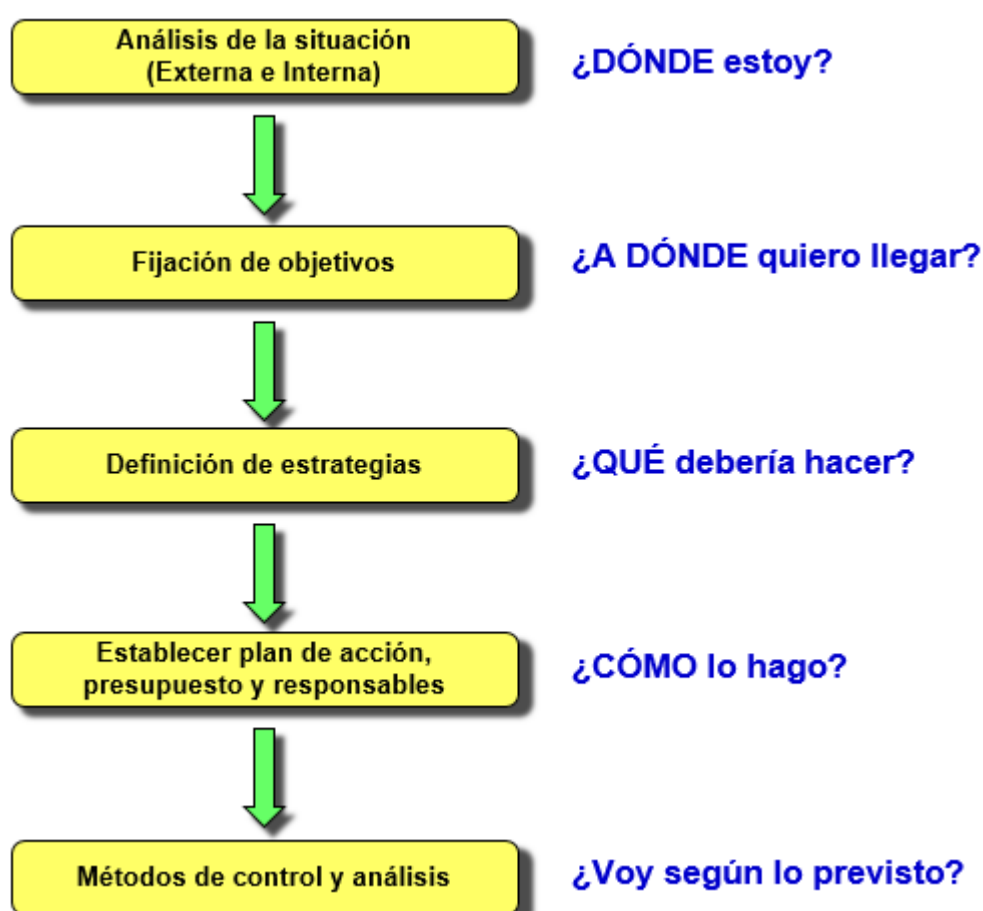 Análisis de la situación
(Externa e Interna)
¿DÓNDE estoy?
Fijación de objetivos
¿A DÓNDE quiero llegar?
Definición de estrategias
¿QUÉ debería hacer?
Establecer plan de acción,
presupuesto y responsables
¿CÓMO lo hago?
Métodos de control y análisis
¿Voy según lo previsto?